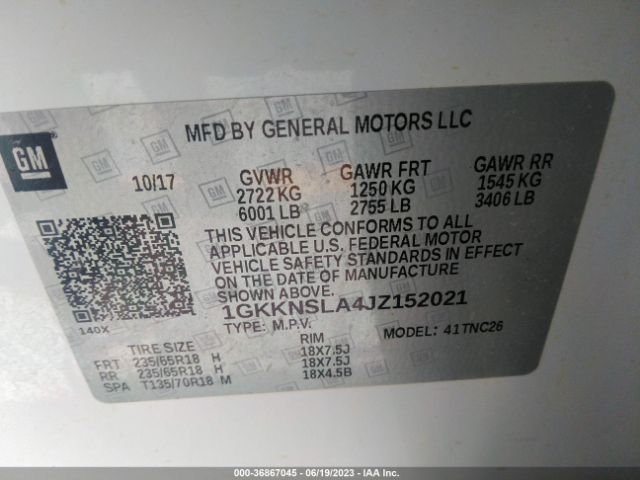 GM
MFD BY GENERAL MOTORS LLC
10/17 GVWR GAWR FRT GAWR RR
2722 KG 1250 KG 1545 KG
6001 LB 2755 LB 3406 LB
THIS VEHICLE CONFORMS TO ALL
APPLICABLE U.S. FEDERAL MOTOR
VEHICLE SAFETY STANDARDS IN EFFECT
ON THE DATE OF MANUFACTURE
SHOWN ABOVE.
1GKKNSLA4JZ152021
140X
TYPE: M.P.V. MODEL: 41TNC26
TIRE SIZE RIM
FRT 235/65R18 H 18X7.5J
RR 235/65R18 H 18X7.5J
SPA T135/70R18 M 18X4.5B
000-36867045 - 06/19/2023 - IAA Inc.